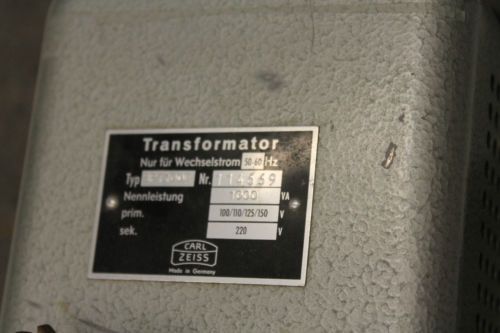 Transformator
Nur für Wechselstrom 50-60 Hz
Typ Nr. 114669
Nennleistung 1000 VA
prim. 100/110/125/150 V
sek. 220 V
CARL
ZEISS
Made in Germany